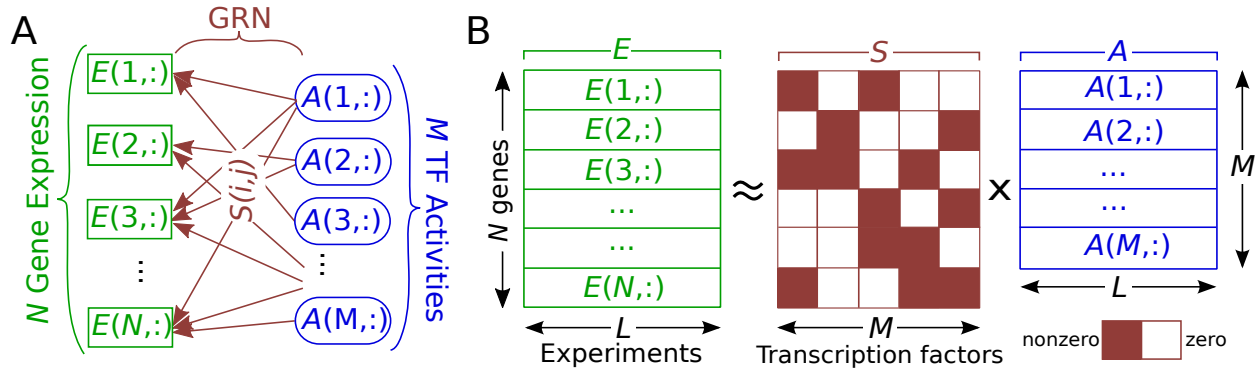 A
GRN
N Gene Expression
E(1,:)
E(2,:)
E(3,:)
...
E(N,:)
S(i,j)
A(1,:)
A(2,:)
A(3,:)
...
A(M,:)
M TF Activities
B
E
N genes
E(1,:)
E(2,:)
E(3,:)
...
...
E(N,:)
L
Experiments
≈
S
M
Transcription factors
x
A
A(1,:)
A(2,:)
...
...
A(M,:)
M
L
nonzero
zero